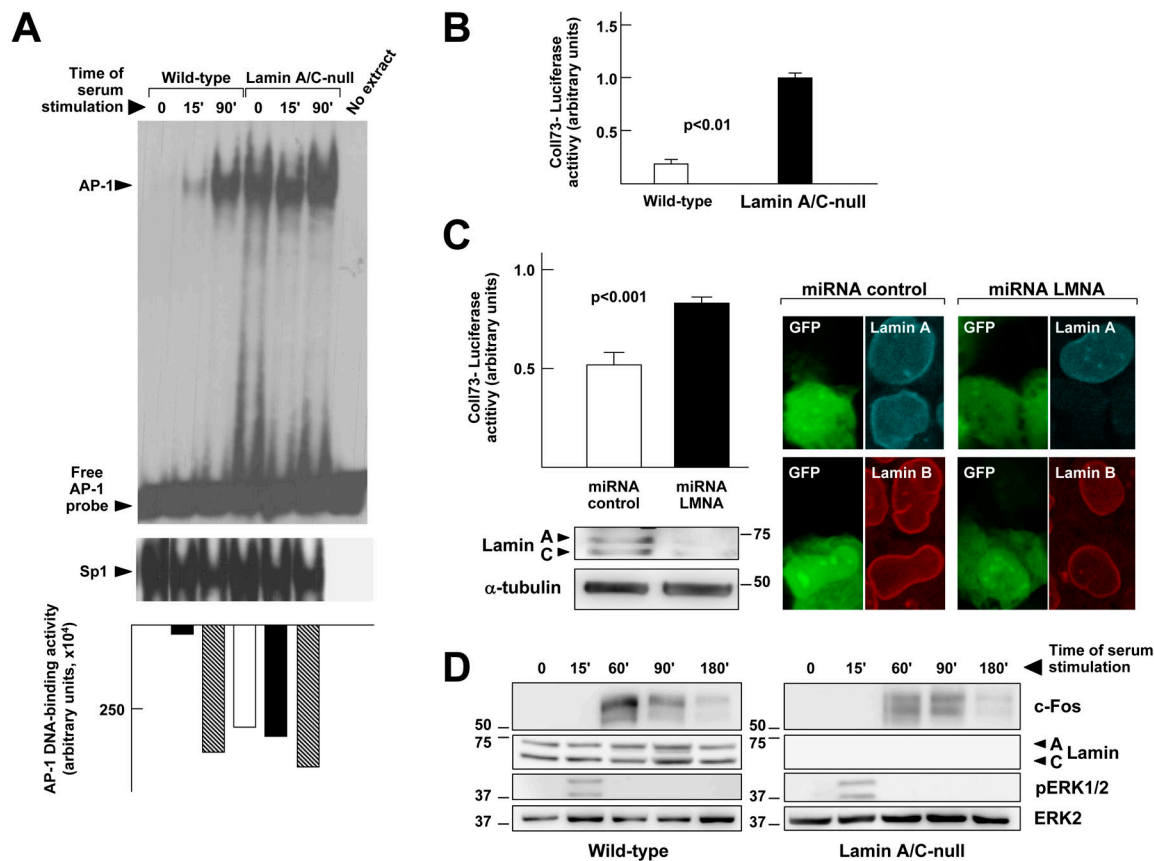 A
Time of
serum
stimulation
Wild-type
Lamin A/C-null
No extract
0 15' 90' 0 15' 90'
AP-1
Free
AP-1
probe
Sp1
AP-1 DNA-binding activity
(arbitrary units, x10⁴)
250
B
Coll73- Luciferase
actitivy (arbitrary units)
1.5
1.0
0.5
p<0.01
Wild-type
Lamin A/C-null
C
Coll73- Luciferase
actitivy (arbitrary units)
1.0
0.5
p<0.001
miRNA
control
miRNA
LMNA
Lamin A
C
75
α-tubulin
50
miRNA control
miRNA LMNA
GFP
Lamin A
GFP
Lamin A
GFP
Lamin B
GFP
Lamin B
D
0 15' 60' 90' 180'
0 15' 60' 90' 180'
Time of serum
stimulation
50
50
c-Fos
75
75
A
C
Lamin
37
37
pERK1/2
37
37
ERK2
Wild-type
Lamin A/C-null